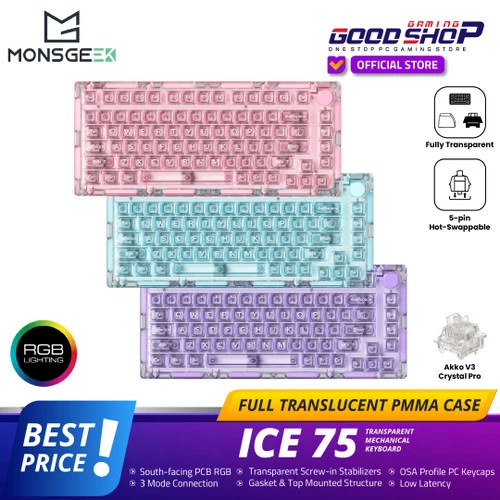 MONSGEEK
GAMING
GOOD SHOP
ONE STOP PC GAMING STORE
OFFICIAL STORE
Fully Transparent
5-pin
Hot-Swappable
RGB
LIGHTING
Akko V3
Crystal Pro
FULL TRANSLUCENT PMMA CASE
BEST
PRICE!
ICE 75
TRANSPARENT
MECHANICAL
KEYBOARD
• South-facing PCB RGB
• 3 Mode Connection
• Transparent Screw-in Stabilizers
• Gasket & Top Mounted Structure
• OSA Profile PC Keycaps
• Low Latency